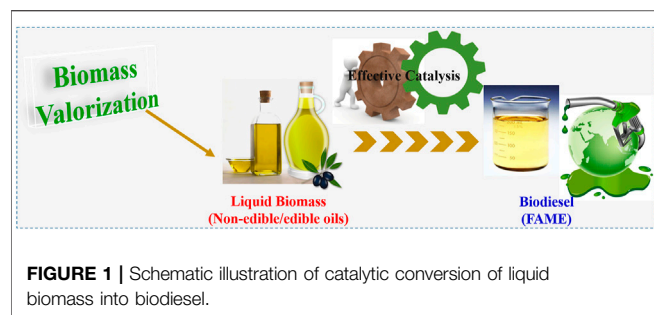 Biomass
Valorization
Effective Catalysis
Liquid Biomass
(Non-edible/edible oils)
Biodiesel
(FAME)
FIGURE 1 | Schematic illustration of catalytic conversion of liquid
biomass into biodiesel.